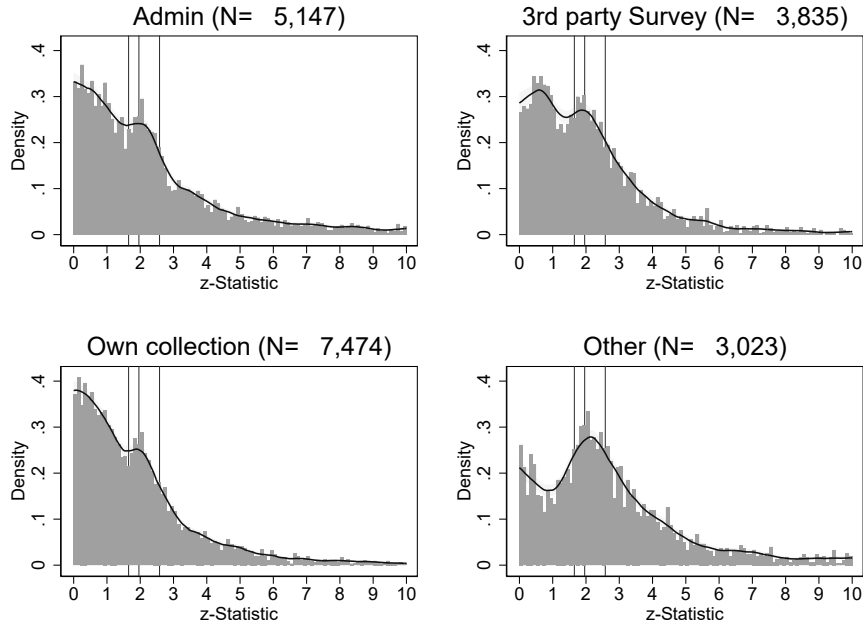 Admin (N= 5,147)
.4
.3
.2
.1
0
Density
0 1 2 3 4 5 6 7 8 9 10
z-Statistic
3rd party Survey (N= 3,835)
.4
.3
.2
.1
0
Density
0 1 2 3 4 5 6 7 8 9 10
z-Statistic
Own collection (N= 7,474)
.4
.3
.2
.1
0
Density
0 1 2 3 4 5 6 7 8 9 10
z-Statistic
Other (N= 3,023)
.4
.3
.2
.1
0
Density
0 1 2 3 4 5 6 7 8 9 10
z-Statistic